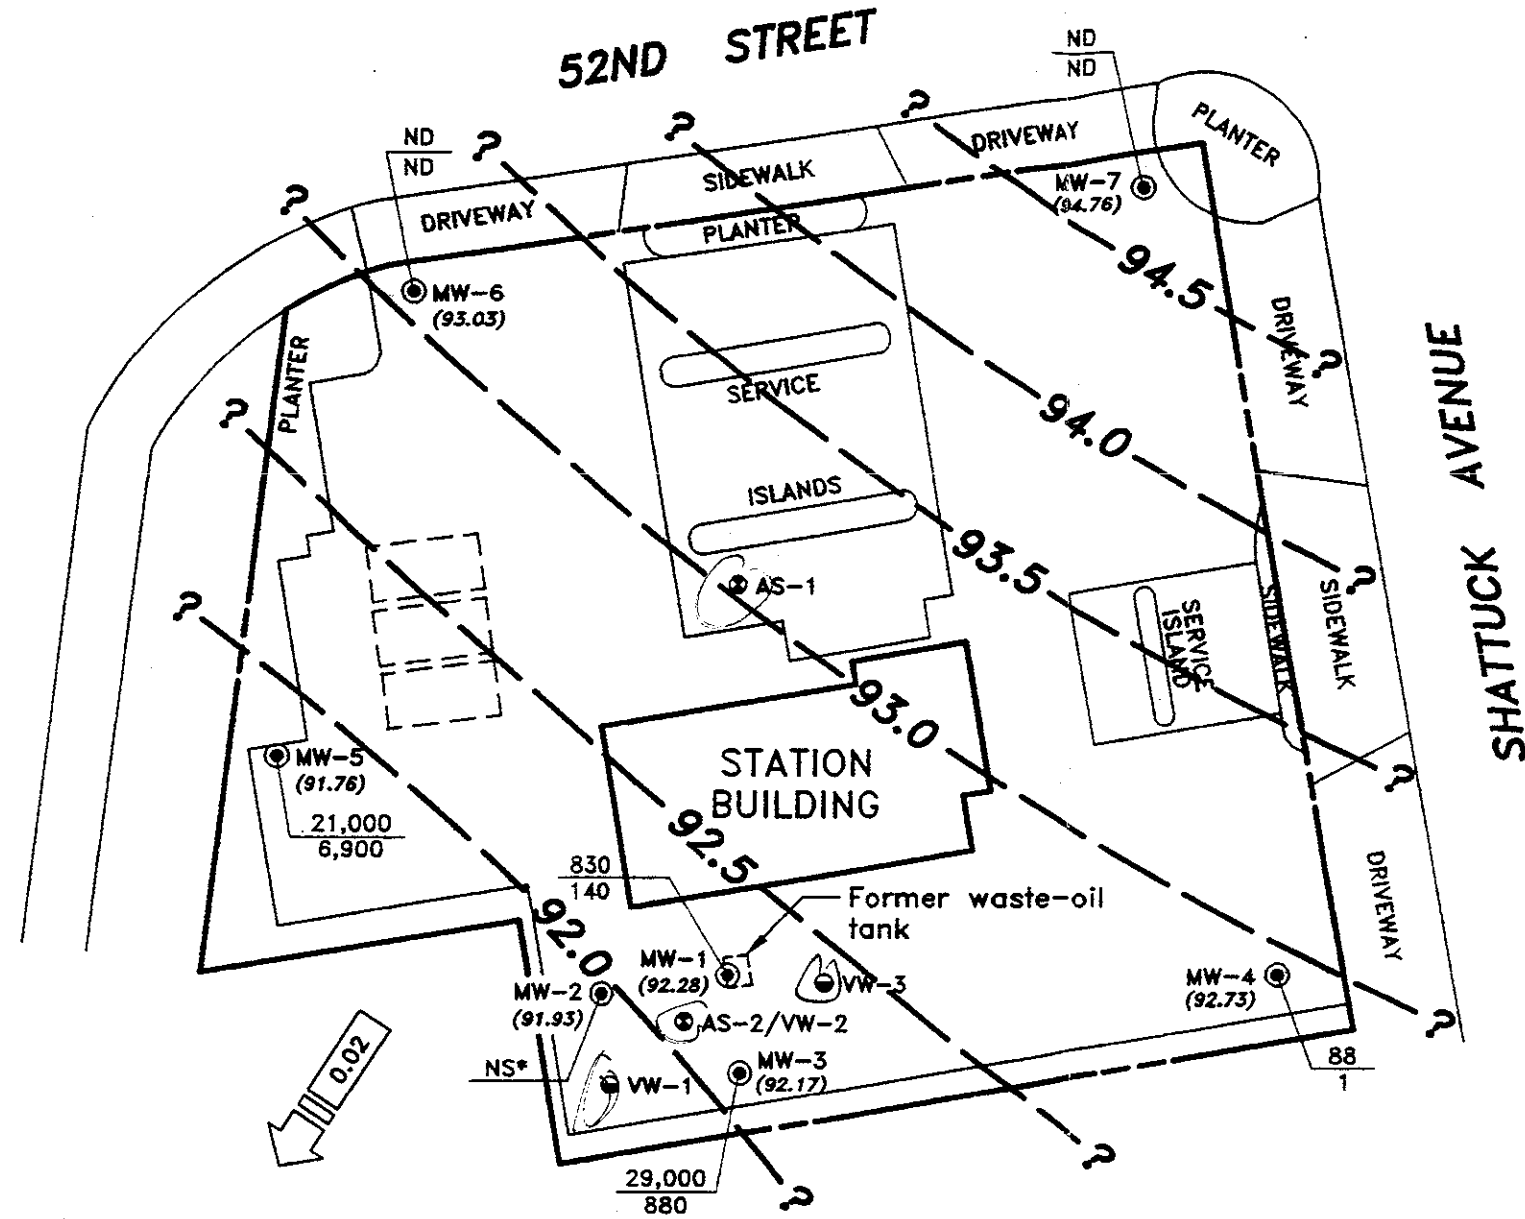 52ND STREET
ND
ND
PLANTER
DRIVEWAY
MW-7
(94.76)
ND
ND
SIDEWALK
DRIVEWAY
PLANTER
MW-6
(93.03)
94.5
DRIVEWAY
PLANTER
SERVICE
94.0
SHATTUCK AVENUE
ISLANDS
93.5
AS-1
SERVICE
ISLAND
SIDEWALK
SIDEWALK
93.0
MW-5
(91.76)
STATION
BUILDING
21,000
6,900
92.5
830
140
Former waste-oil
tank
DRIVEWAY
92.0
MW-1
(92.28)
VW-3
MW-4
(92.73)
MW-2
(91.93)
AS-2/VW-2
0.02
NS*
VW-1
MW-3
(92.17)
88
1
29,000
880
?
?
?
?
?
?
?
?
?
?
?
?